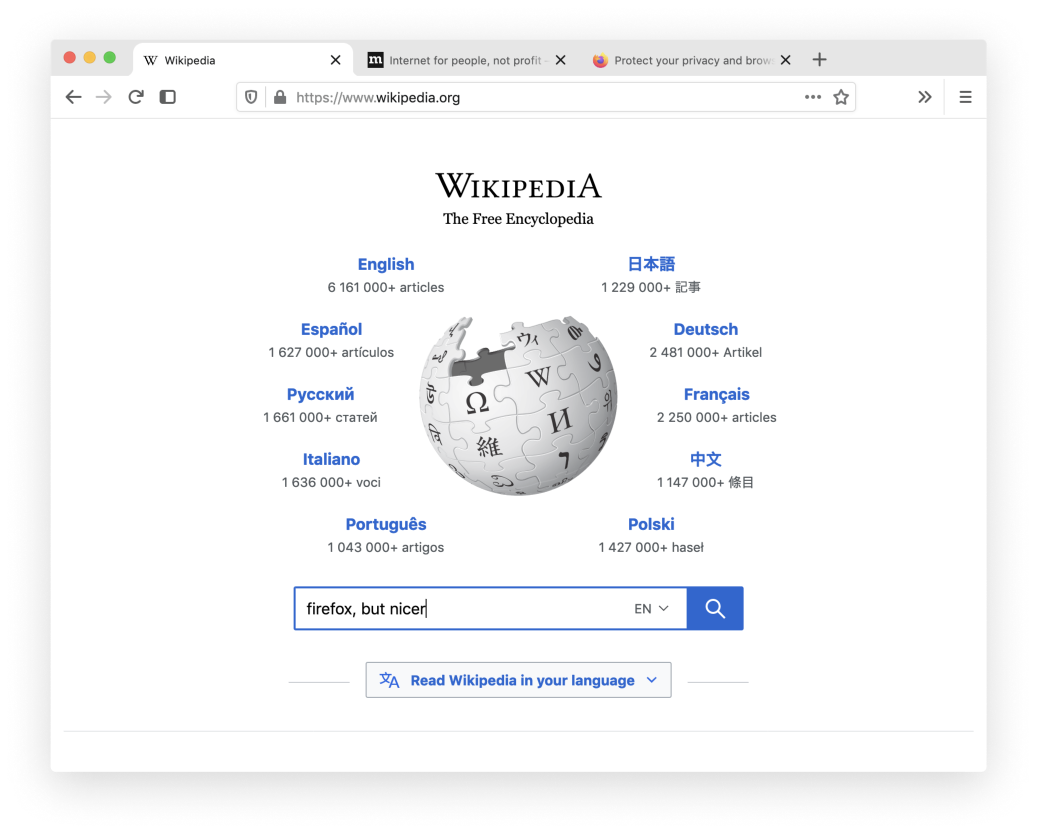 Wikipedia
Internet for people, not profit –
Protect your privacy and brow
https://www.wikipedia.org
WIKIPEDIA
The Free Encyclopedia
English
6 161 000+ articles
日本語
1 229 000+ 記事
Español
1 627 000+ artículos
Deutsch
2 481 000+ Artikel
Русский
1 661 000+ статей
Français
2 250 000+ articles
Italiano
1 636 000+ voci
中文
1 147 000+ 條目
Português
1 043 000+ artigos
Polski
1 427 000+ haseł
Ω
W
И
維
ウィ
firefox, but nicer
EN
Read Wikipedia in your language